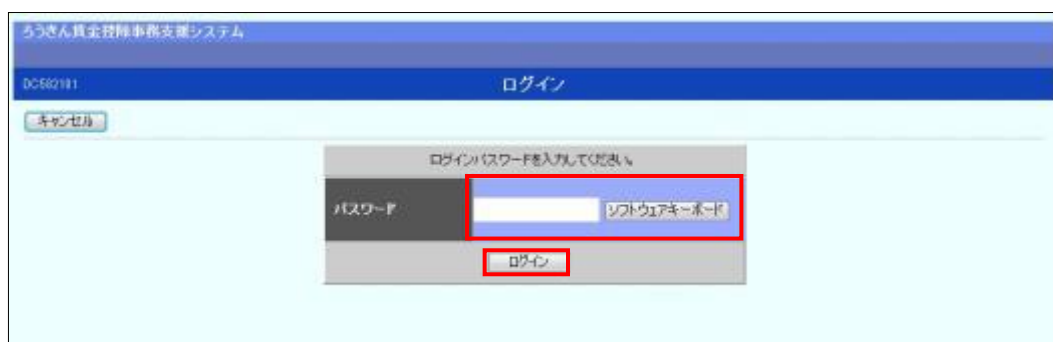 ろうきん賃金控除事務支援システム
DC502101
ログイン
キャンセル
ログインパスワードを入力してください。
パスワード
ソフトウェアキーボード
ログイン